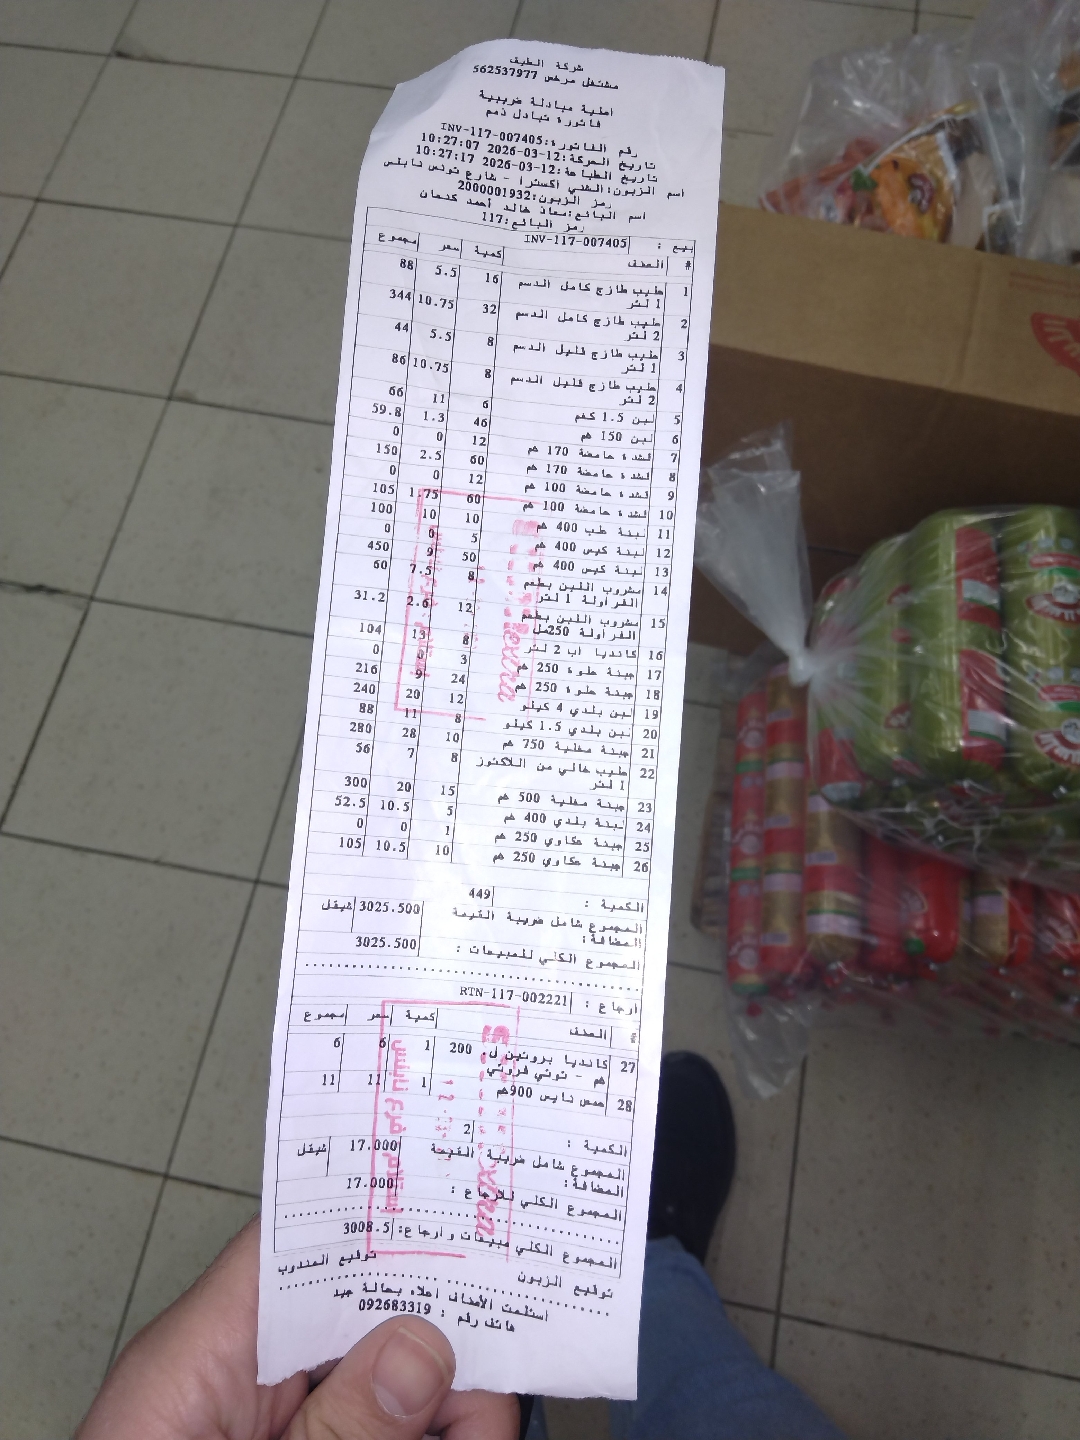 شركة الطيف
مشتغل مرخص 562537977
أصلية مبادلة ضريبية
فاتورة تبادل ذمم
رقم الفاتورة:INV-117-007405
تاريخ الحركة:12-03-2026 10:27:07
تاريخ الطباعة:12-03-2026 10:27:17
اسم الزبون:الشني أكسترا - شارع تونس نابلس
رمز الزبون:2000001932
اسم البائع:معاذ خالد أحمد كنعان
رمز البائع:117
بيع : INV-117-007405
# الصنف كمية سعر مجموع
1 حليب طازج كامل الدسم 1 لتر 16 5.5 88
2 حليب طازج كامل الدسم 2 لتر 32 10.75 344
3 حليب طازج قليل الدسم 1 لتر 8 5.5 44
4 حليب طازج قليل الدسم 2 لتر 8 10.75 86
5 لبن 1.5 كغم 6 11 66
6 لبن 150 غم 46 1.3 59.8
7 قشدة حامضة 170 غم 12 0 0
8 قشدة حامضة 170 غم 60 2.5 150
9 قشدة حامضة 100 غم 12 0 0
10 قشدة حامضة 100 غم 60 1.75 105
11 لبنة علب 400 غم 10 10 100
12 لبنة كيس 400 غم 5 0 0
13 لبنة كيس 400 غم 50 9 450
14 مشروب اللبن بطعم الفراولة 1 لتر 8 7.5 60
15 مشروب اللبن بطعم الفراولة 250مل 12 2.6 31.2
16 كانديا أب 2 لتر 8 13 104
17 جبنة حلوة 250 غم 3 0 0
18 جبنة حلوة 250 غم 24 9 216
19 لبن بلدي 4 كيلو 12 20 240
20 لبن بلدي 1.5 كيلو 8 11 88
21 جبنة مغلية 750 غم 10 28 280
22 حليب خالي من اللاكتوز 1 لتر 8 7 56
23 جبنة مغلية 500 غم 15 20 300
24 لبنة بلدي 400 غم 5 10.5 52.5
25 جبنة عكاوي 250 غم 1 0 0
26 جبنة عكاوي 250 غم 10 10.5 105
الكمية : 449
المجموع شامل ضريبة القيمة المضافة: 3025.500 شيقل
المجموع الكلي للمبيعات : 3025.500
ارجاع : RTN-117-002221
# الصنف كمية سعر مجموع
27 كانديا بروتين ل. 200 غم - توتي فروتي 1 6 6
28 حمص نايس 900غم 1 11 11
الكمية : 2
المجموع شامل ضريبة القيمة المضافة: 17.000 شيقل
المجموع الكلي للارجاع : 17.000
المجموع الكلي مبيعات وارجاع: 3008.5
توقيع الزبون توقيع المندوب
أستلمت الأصناف أعلاه بحالة جيد
هاتف رقم : 092683319